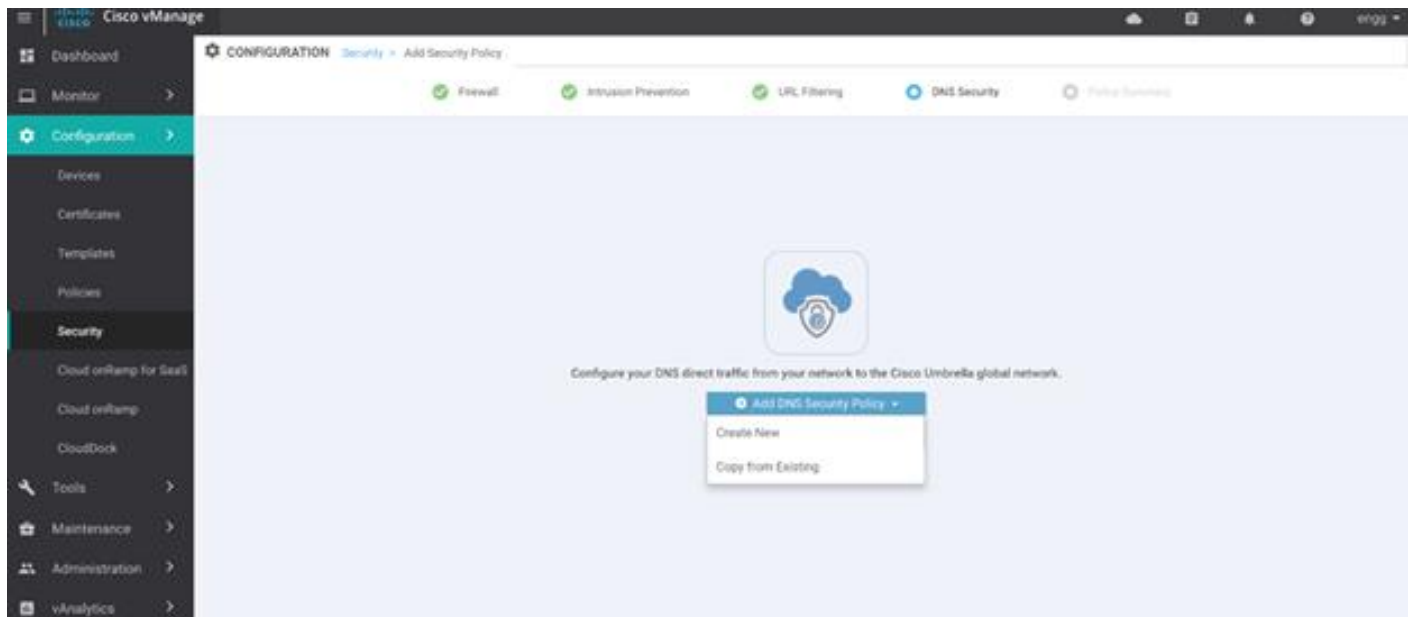 cisco Cisco vManage
engg
Dashboard
CONFIGURATION Security > Add Security Policy
Monitor
Firewall
Intrusion Prevention
URL Filtering
DNS Security
Policy Summary
Configuration
Devices
Certificates
Templates
Policies
Security
Cloud onRamp for SaaS
Cloud onRamp
CloudDock
Tools
Maintenance
Administration
vAnalytics
Configure your DNS direct traffic from your network to the Cisco Umbrella global network.
Add DNS Security Policy
Create New
Copy from Existing